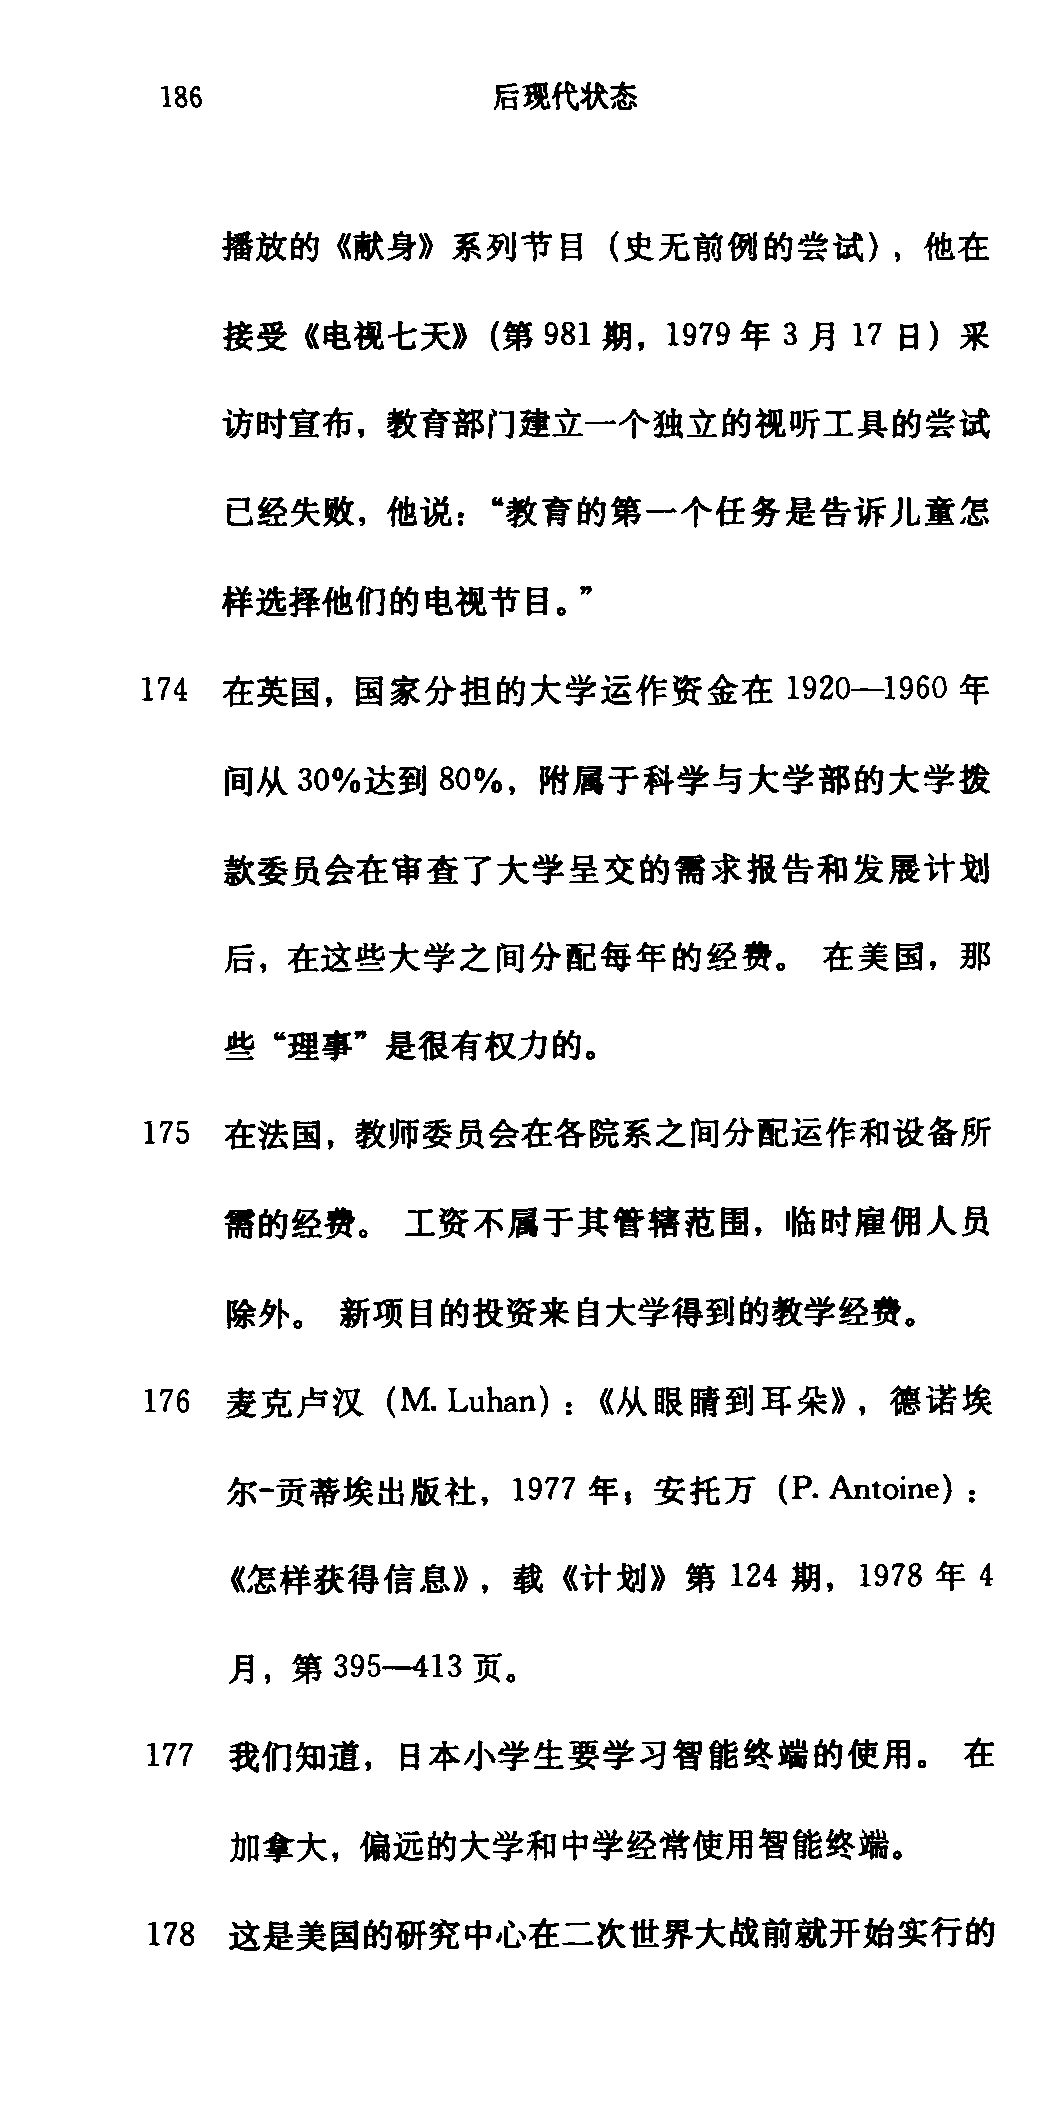 186 后现代状态
播放的《献身》系列节目（史无前例的尝试），他在
接受《电视七天》（第 981 期，1979 年 3 月 17 日）采
访时宣布，教育部门建立一个独立的视听工具的尝试
已经失败，他说：“教育的第一个任务是告诉儿童怎
样选择他们的电视节目。”
174 在英国，国家分担的大学运作资金在 1920—1960 年
间从 30%达到 80%，附属于科学与大学部的大学拨
款委员会在审查了大学呈交的需求报告和发展计划
后，在这些大学之间分配每年的经费。 在美国，那
些“理事”是很有权力的。
175 在法国，教师委员会在各院系之间分配运作和设备所
需的经费。 工资不属于其管辖范围，临时雇佣人员
除外。 新项目的投资来自大学得到的教学经费。
176 麦克卢汉（M. Luhan）：《从眼睛到耳朵》，德诺埃
尔-贡蒂埃出版社，1977 年；安托万（P. Antoine）：
《怎样获得信息》，载《计划》第 124 期，1978 年 4
月，第 395—413 页。
177 我们知道，日本小学生要学习智能终端的使用。 在
加拿大，偏远的大学和中学经常使用智能终端。
178 这是美国的研究中心在二次世界大战前就开始实行的